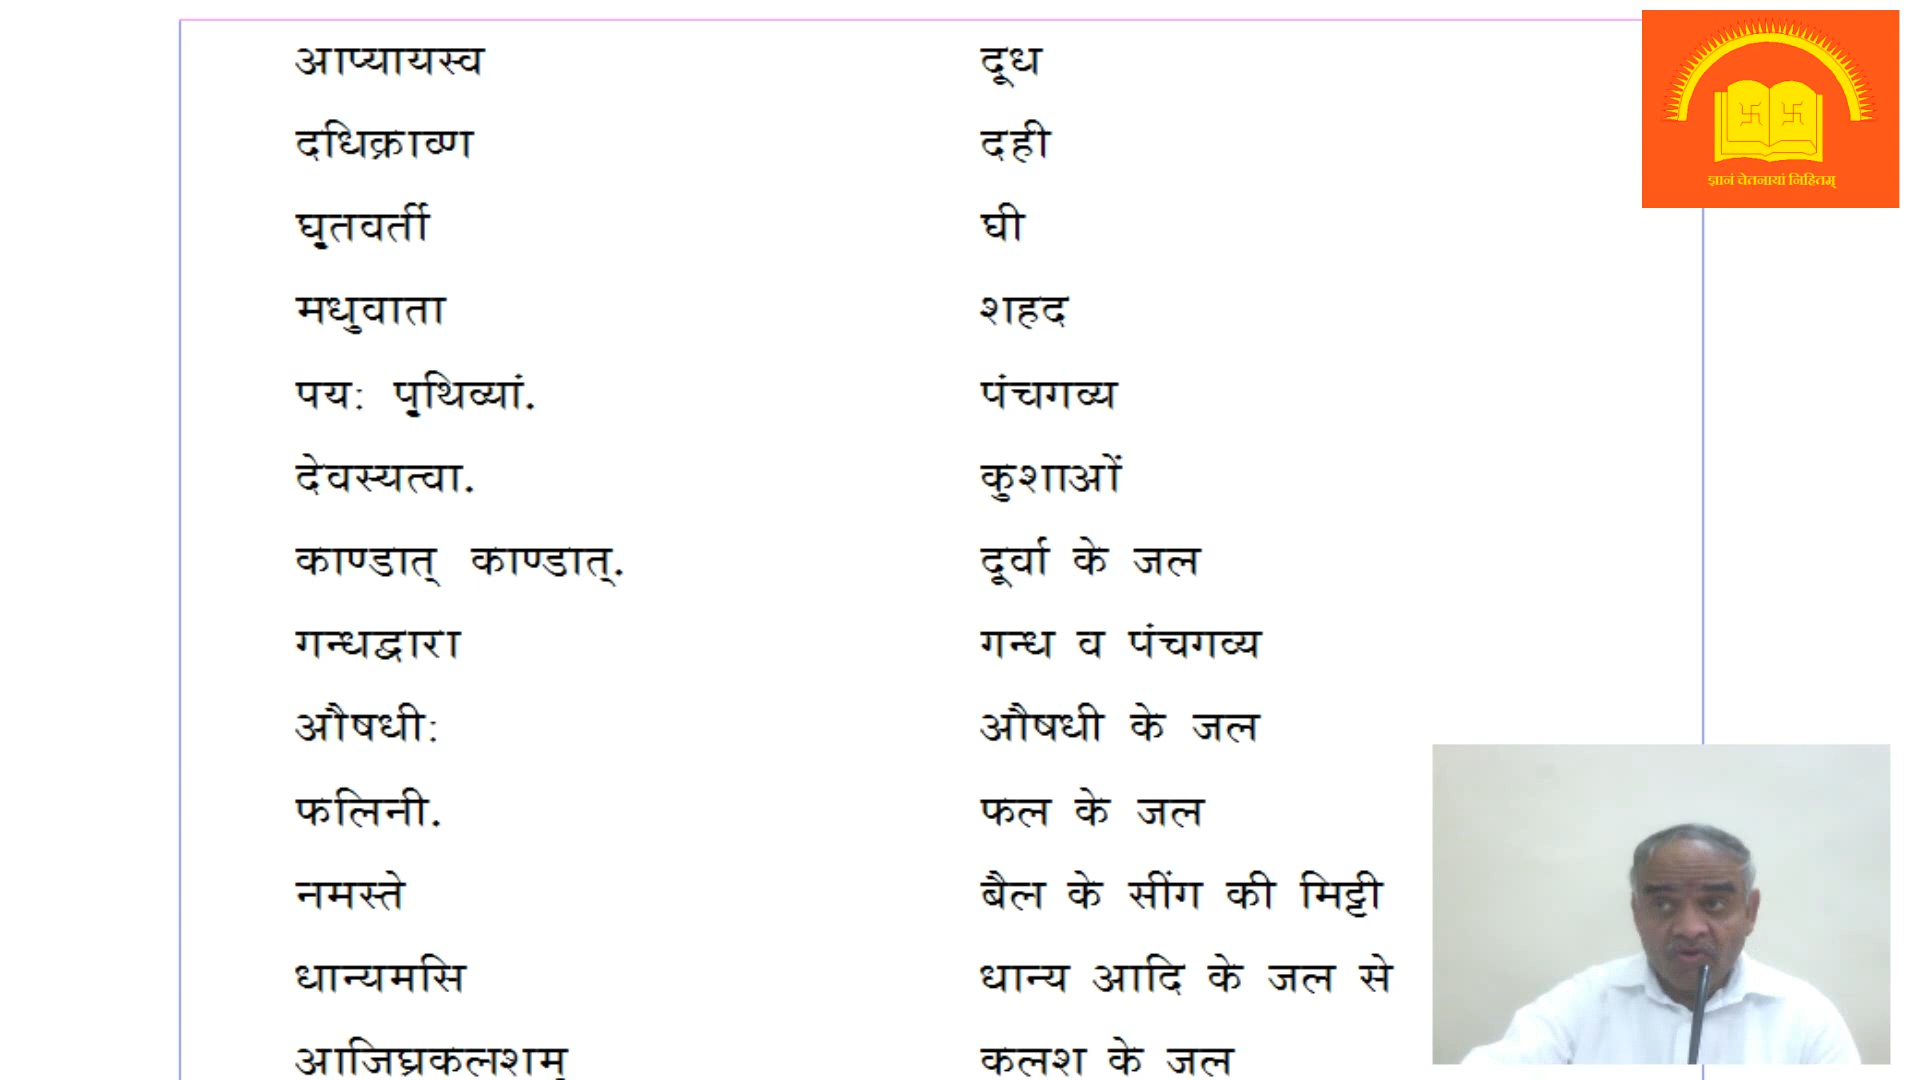 आप्यायस्व दूध
दधिक्राव्ण दही
घृतवर्ती घी
मधुवाता शहद
पयः पृथिव्यां. पंचगव्य
देवस्यत्वा. कुशाओं
काण्डात् काण्डात्. दूर्वा के जल
गन्धद्वारा गन्ध व पंचगव्य
औषधीः औषधी के जल
फलिनी. फल के जल
नमस्ते बैल के सींग की मिट्टी
धान्यमसि धान्य आदि के जल से
आजिघ्रकलशम् कलश के जल
ज्ञानं चेतनायां निहितम्